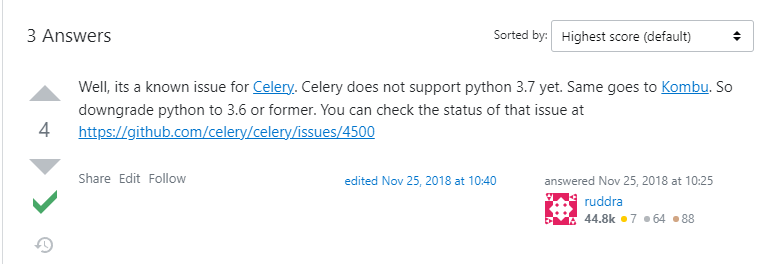 3 Answers
Sorted by: Highest score (default)
Well, its a known issue for Celery. Celery does not support python 3.7 yet. Same goes to Kombu. So
downgrade python to 3.6 or former. You can check the status of that issue at
4
https://github.com/celery/celery/issues/4500
Share Edit Follow edited Nov 25, 2018 at 10:40 answered Nov 25, 2018 at 10:25
ruddra
44.8k 7 64 88